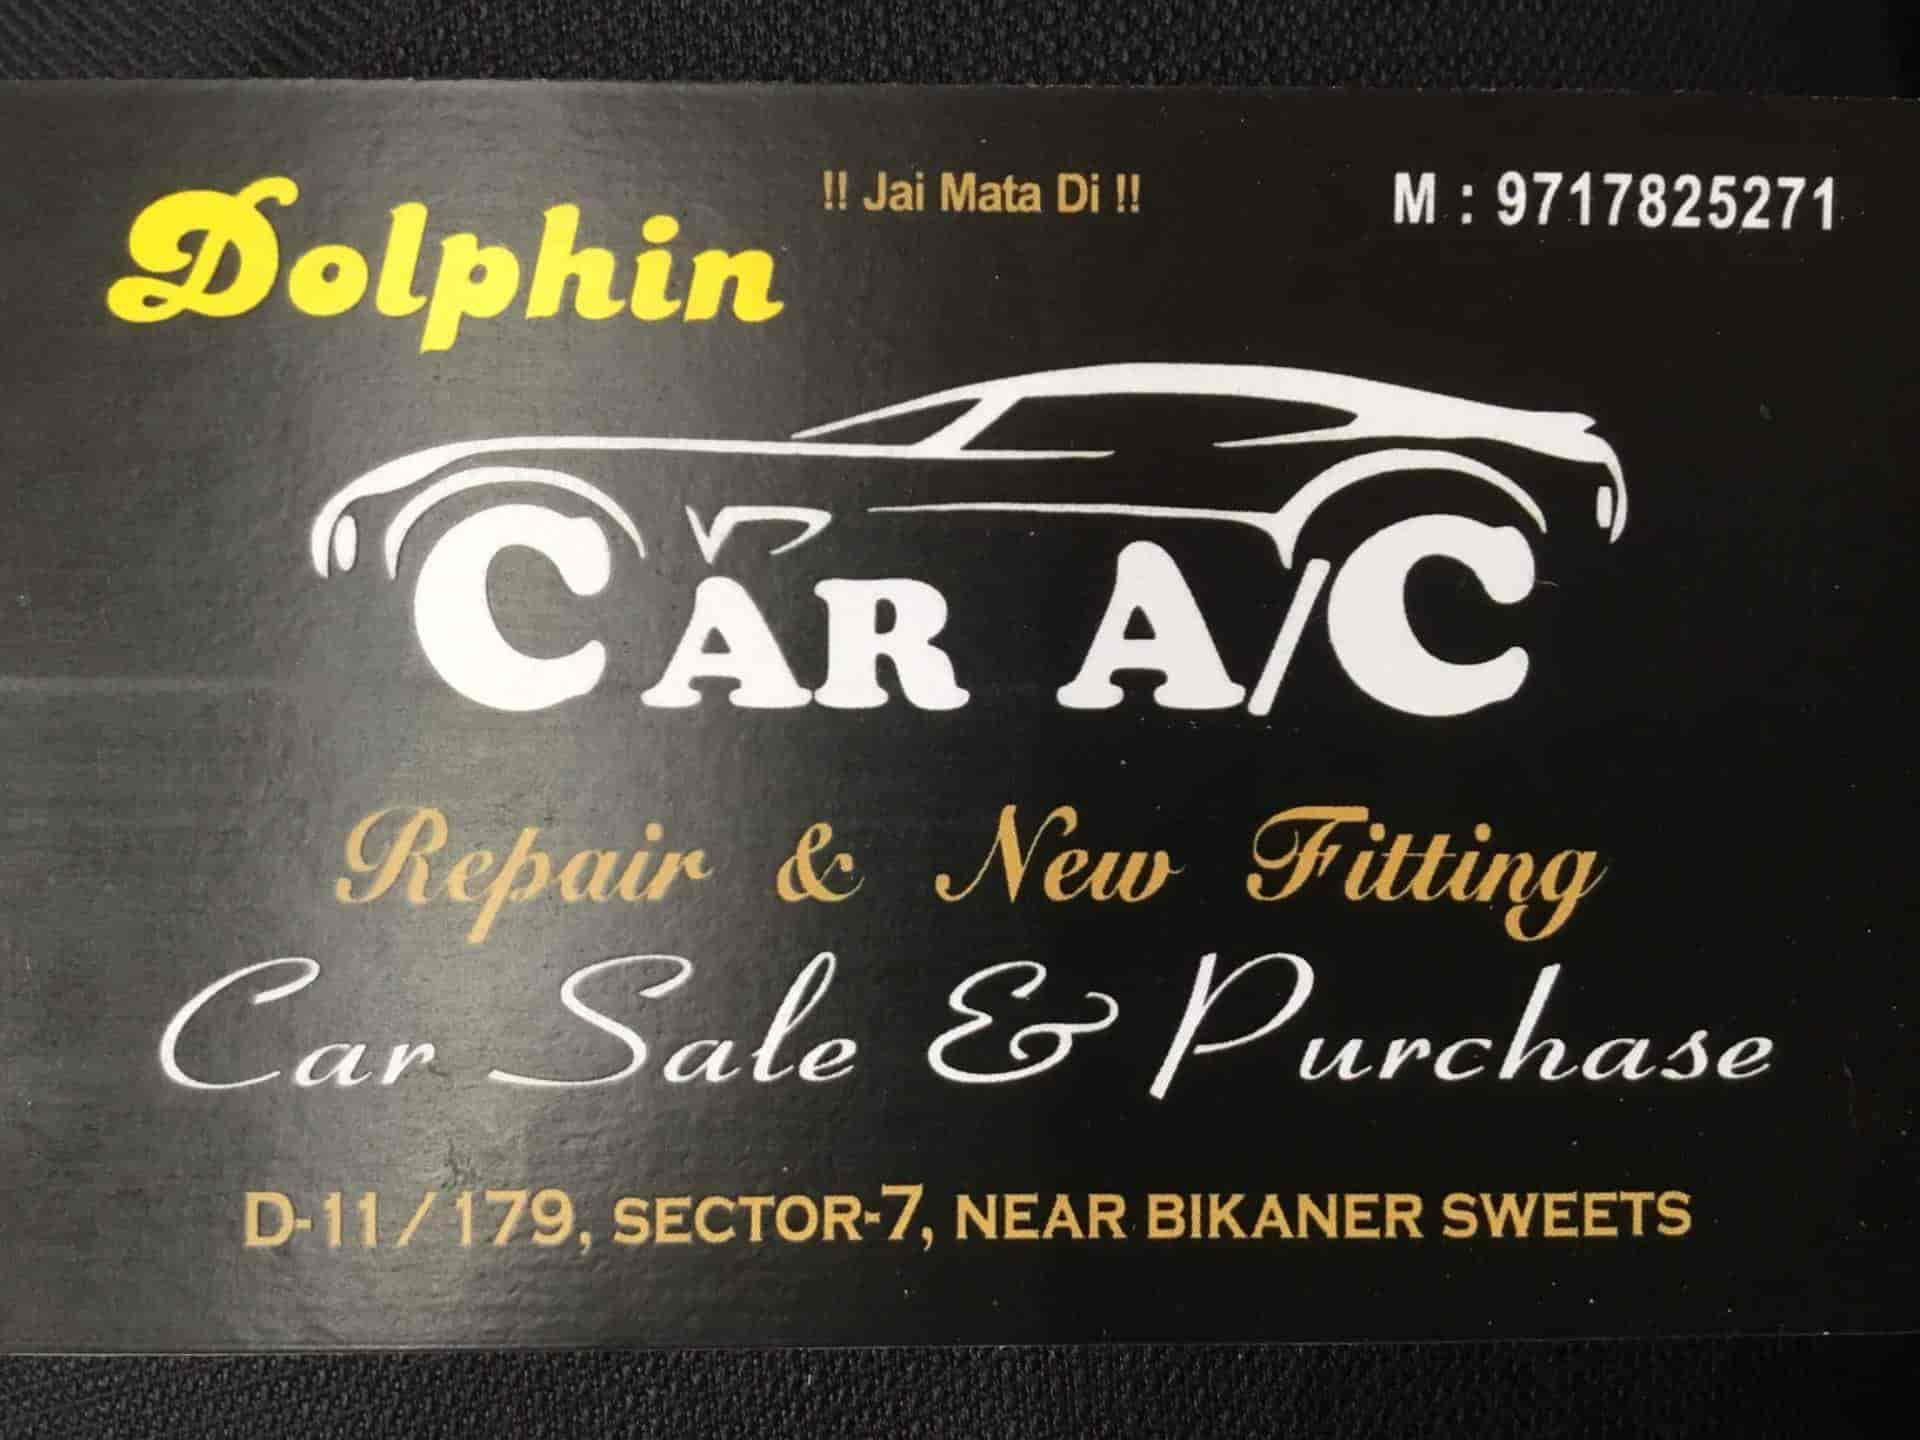 !! Jai Mata Di !!
M : 9717825271
Dolphin
CAR A/C
Repair & New Fitting
Car Sale & Purchase
D-11/179, SECTOR-7, NEAR BIKANER SWEETS